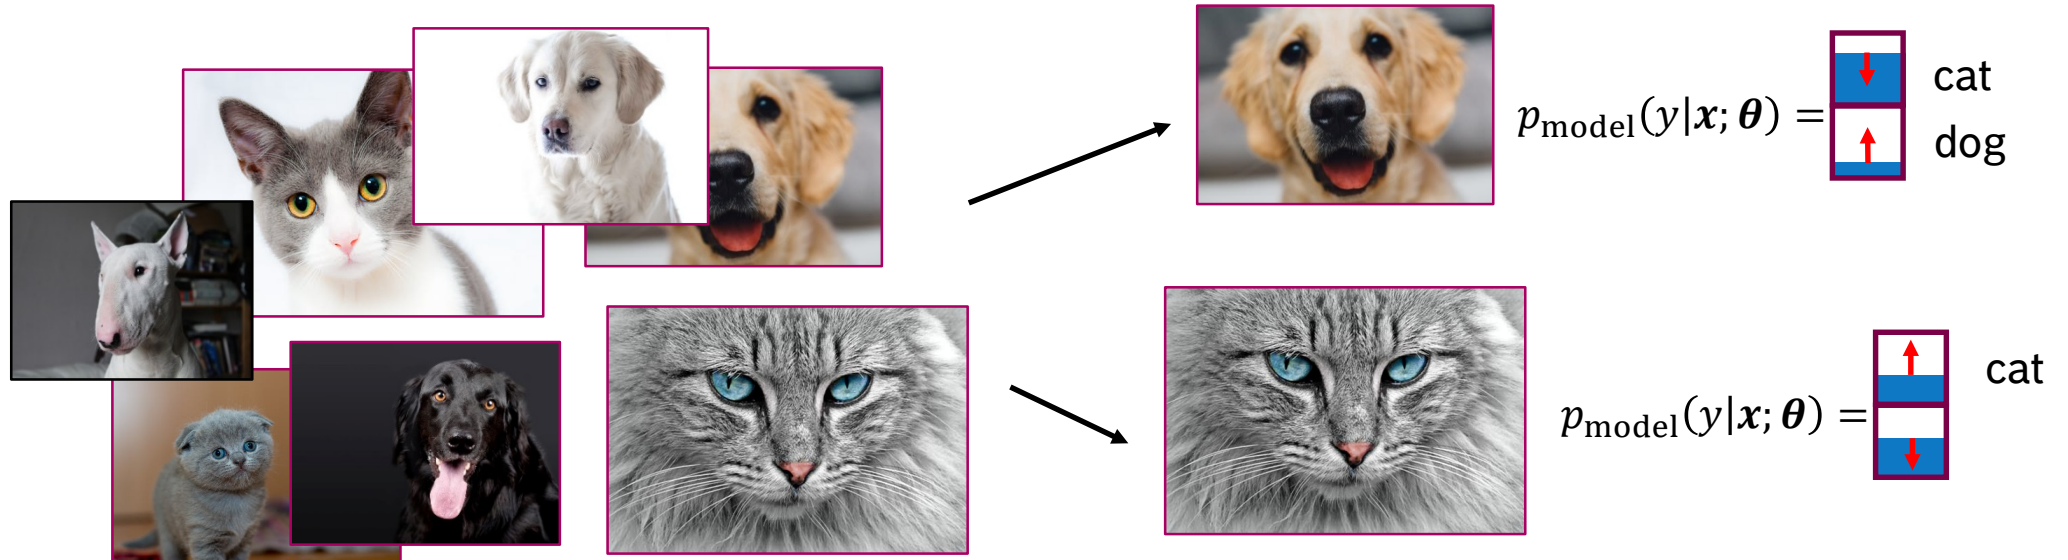 p_model(y|x; θ) =
cat
dog
p_model(y|x; θ) =
cat